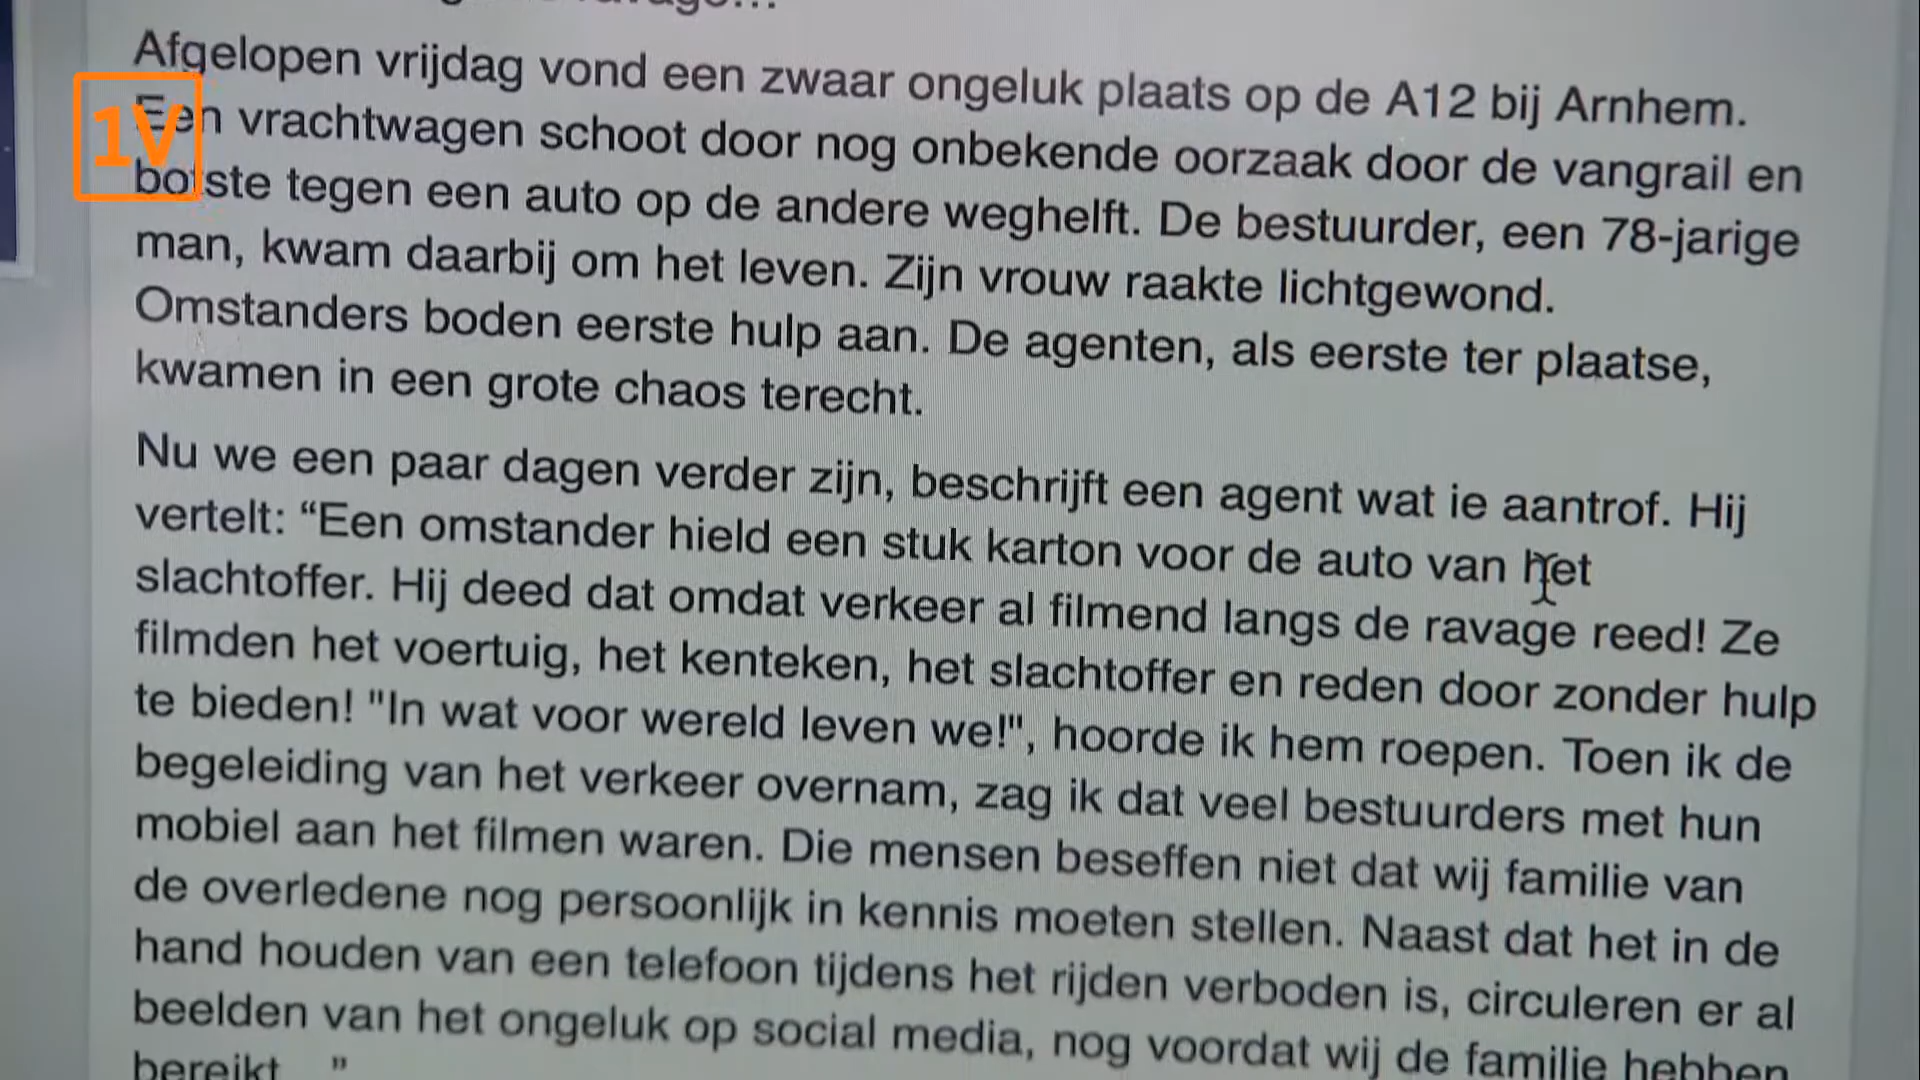 Afgelopen vrijdag vond een zwaar ongeluk plaats op de A12 bij Arnhem.
1V
Een vrachtwagen schoot door nog onbekende oorzaak door de vangrail en
botste tegen een auto op de andere weghelft. De bestuurder, een 78-jarige
man, kwam daarbij om het leven. Zijn vrouw raakte lichtgewond.
Omstanders boden eerste hulp aan. De agenten, als eerste ter plaatse,
kwamen in een grote chaos terecht.
Nu we een paar dagen verder zijn, beschrijft een agent wat ie aantrof. Hij
vertelt: “Een omstander hield een stuk karton voor de auto van het
slachtoffer. Hij deed dat omdat verkeer al filmend langs de ravage reed! Ze
filmden het voertuig, het kenteken, het slachtoffer en reden door zonder hulp
te bieden! "In wat voor wereld leven we!", hoorde ik hem roepen. Toen ik de
begeleiding van het verkeer overnam, zag ik dat veel bestuurders met hun
mobiel aan het filmen waren. Die mensen beseffen niet dat wij familie van
de overledene nog persoonlijk in kennis moeten stellen. Naast dat het in de
hand houden van een telefoon tijdens het rijden verboden is, circuleren er al
beelden van het ongeluk op social media, nog voordat wij de familie hebben
bereikt....”